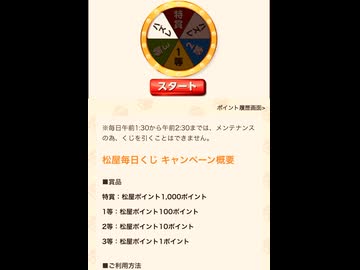 特賞
ハズレ
2等
1等
スタート
ポイント履歴画面>
※毎日午前1:30から午前2:30までは、メンテナンス
の為、くじを引くことはできません。
松屋毎日くじ キャンペーン概要
■賞品
特賞：松屋ポイント1,000ポイント
1等：松屋ポイント100ポイント
2等：松屋ポイント10ポイント
3等：松屋ポイント1ポイント
■ご利用方法